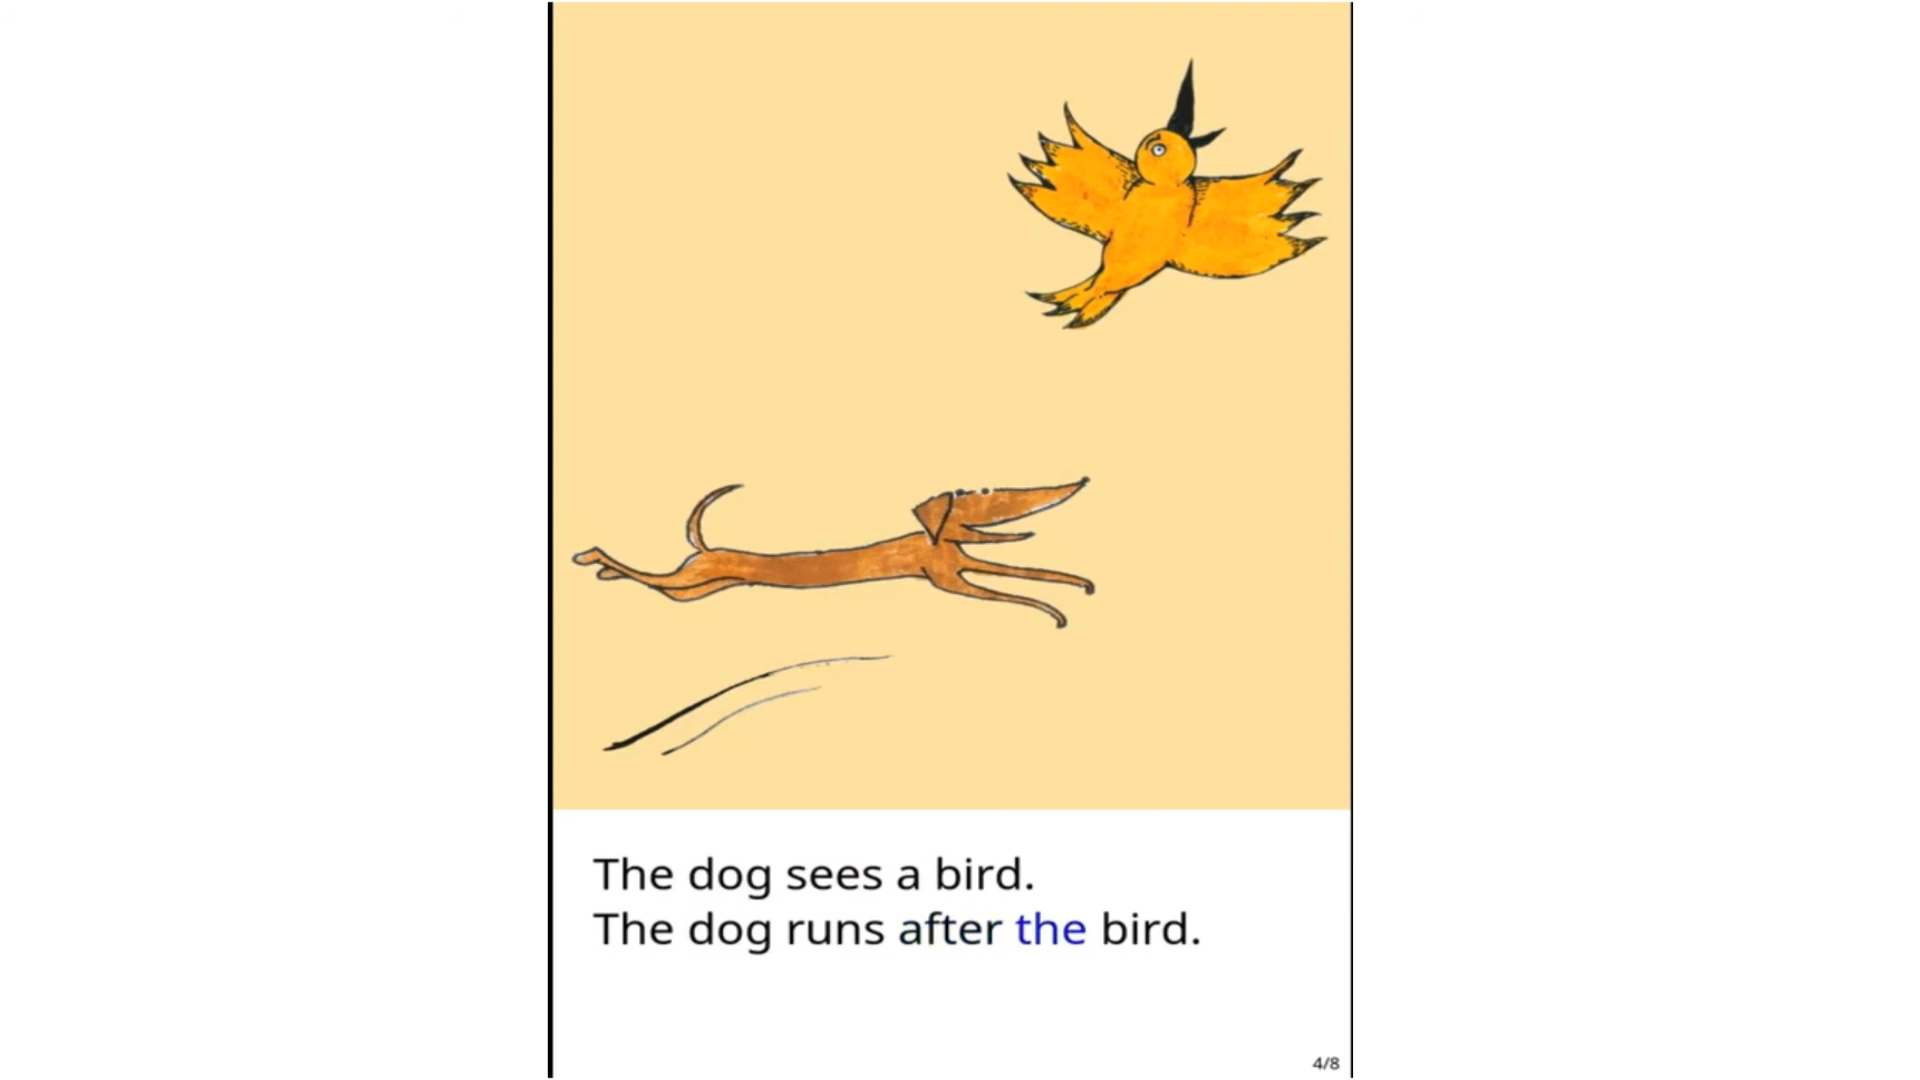 The dog sees a bird.
The dog runs after the bird.
4/8